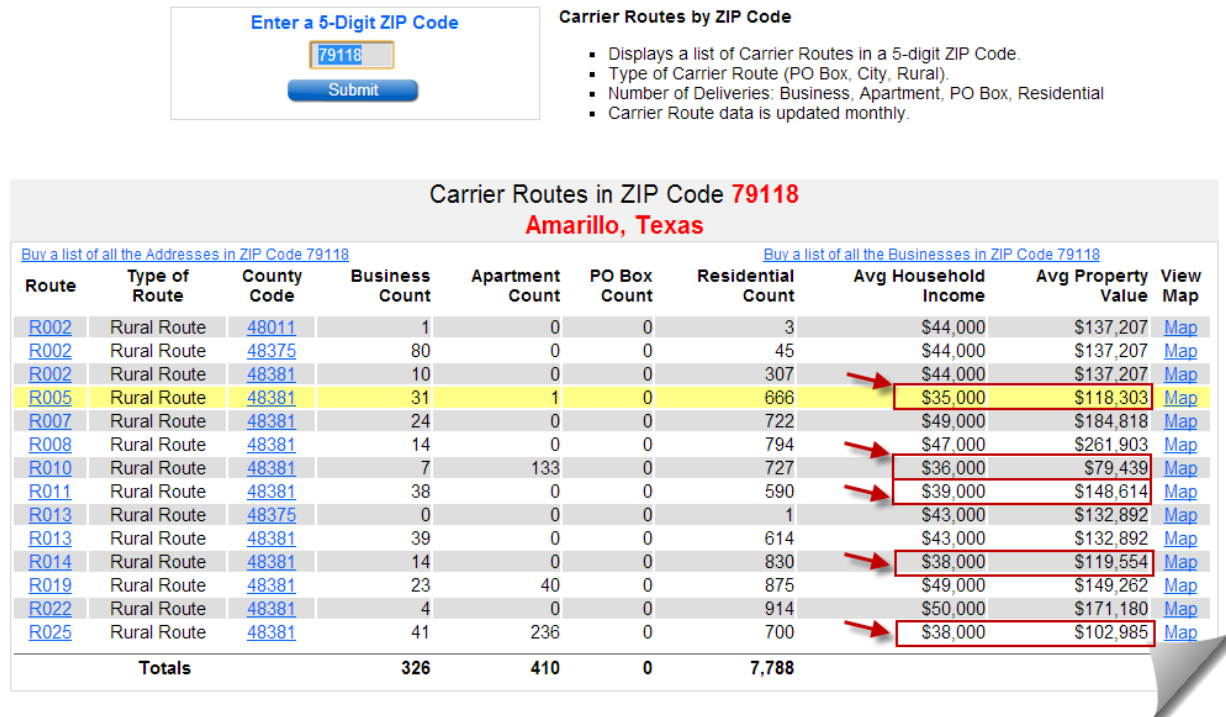 Enter a 5-Digit ZIP Code
79118
Submit
Carrier Routes by ZIP Code
▪ Displays a list of Carrier Routes in a 5-digit ZIP Code.
▪ Type of Carrier Route (PO Box, City, Rural).
▪ Number of Deliveries: Business, Apartment, PO Box, Residential
▪ Carrier Route data is updated monthly.
Carrier Routes in ZIP Code 79118
Amarillo, Texas
Buy a list of all the Addresses in ZIP Code 79118 Buy a list of all the Businesses in ZIP Code 79118
Route Type of Route County Code Business Count Apartment Count PO Box Count Residential Count Avg Household Income Avg Property Value View Map
R002 Rural Route 48011 1 0 0 3 $44,000 $137,207 Map
R002 Rural Route 48375 80 0 0 45 $44,000 $137,207 Map
R002 Rural Route 48381 10 0 0 307 $44,000 $137,207 Map
R005 Rural Route 48381 31 1 0 666 $35,000 $118,303 Map
R007 Rural Route 48381 24 0 0 722 $49,000 $184,818 Map
R008 Rural Route 48381 14 0 0 794 $47,000 $261,903 Map
R010 Rural Route 48381 7 133 0 727 $36,000 $79,439 Map
R011 Rural Route 48381 38 0 0 590 $39,000 $148,614 Map
R013 Rural Route 48375 0 0 0 1 $43,000 $132,892 Map
R013 Rural Route 48381 39 0 0 614 $43,000 $132,892 Map
R014 Rural Route 48381 14 0 0 830 $38,000 $119,554 Map
R019 Rural Route 48381 23 40 0 875 $49,000 $149,262 Map
R022 Rural Route 48381 4 0 0 914 $50,000 $171,180 Map
R025 Rural Route 48381 41 236 0 700 $38,000 $102,985 Map
Totals 326 410 0 7,788